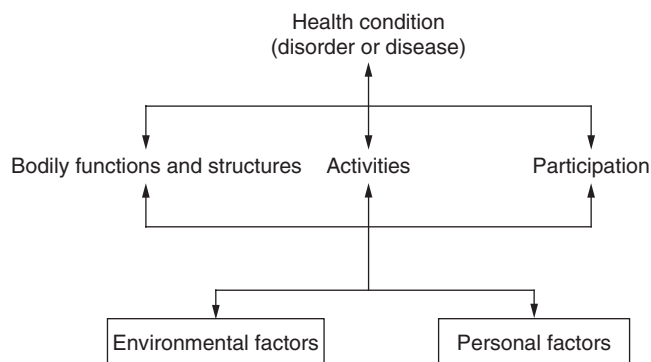 Health condition
(disorder or disease)
Bodily functions and structures
Activities
Participation
Environmental factors
Personal factors